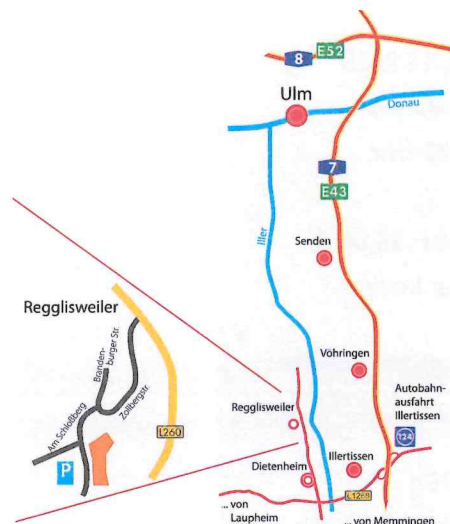 8
E52
Ulm
Donau
7
E43
Iller
Senden
Regglisweiler
Branden-
burger Str.
Zollbergstr.
Am Schloßberg
L260
P
Vöhringen
Autobahn-
ausfahrt
Illertissen
124
Regglisweiler
Illertissen
Dietenheim
L1268
... von
Laupheim
... von Memmingen